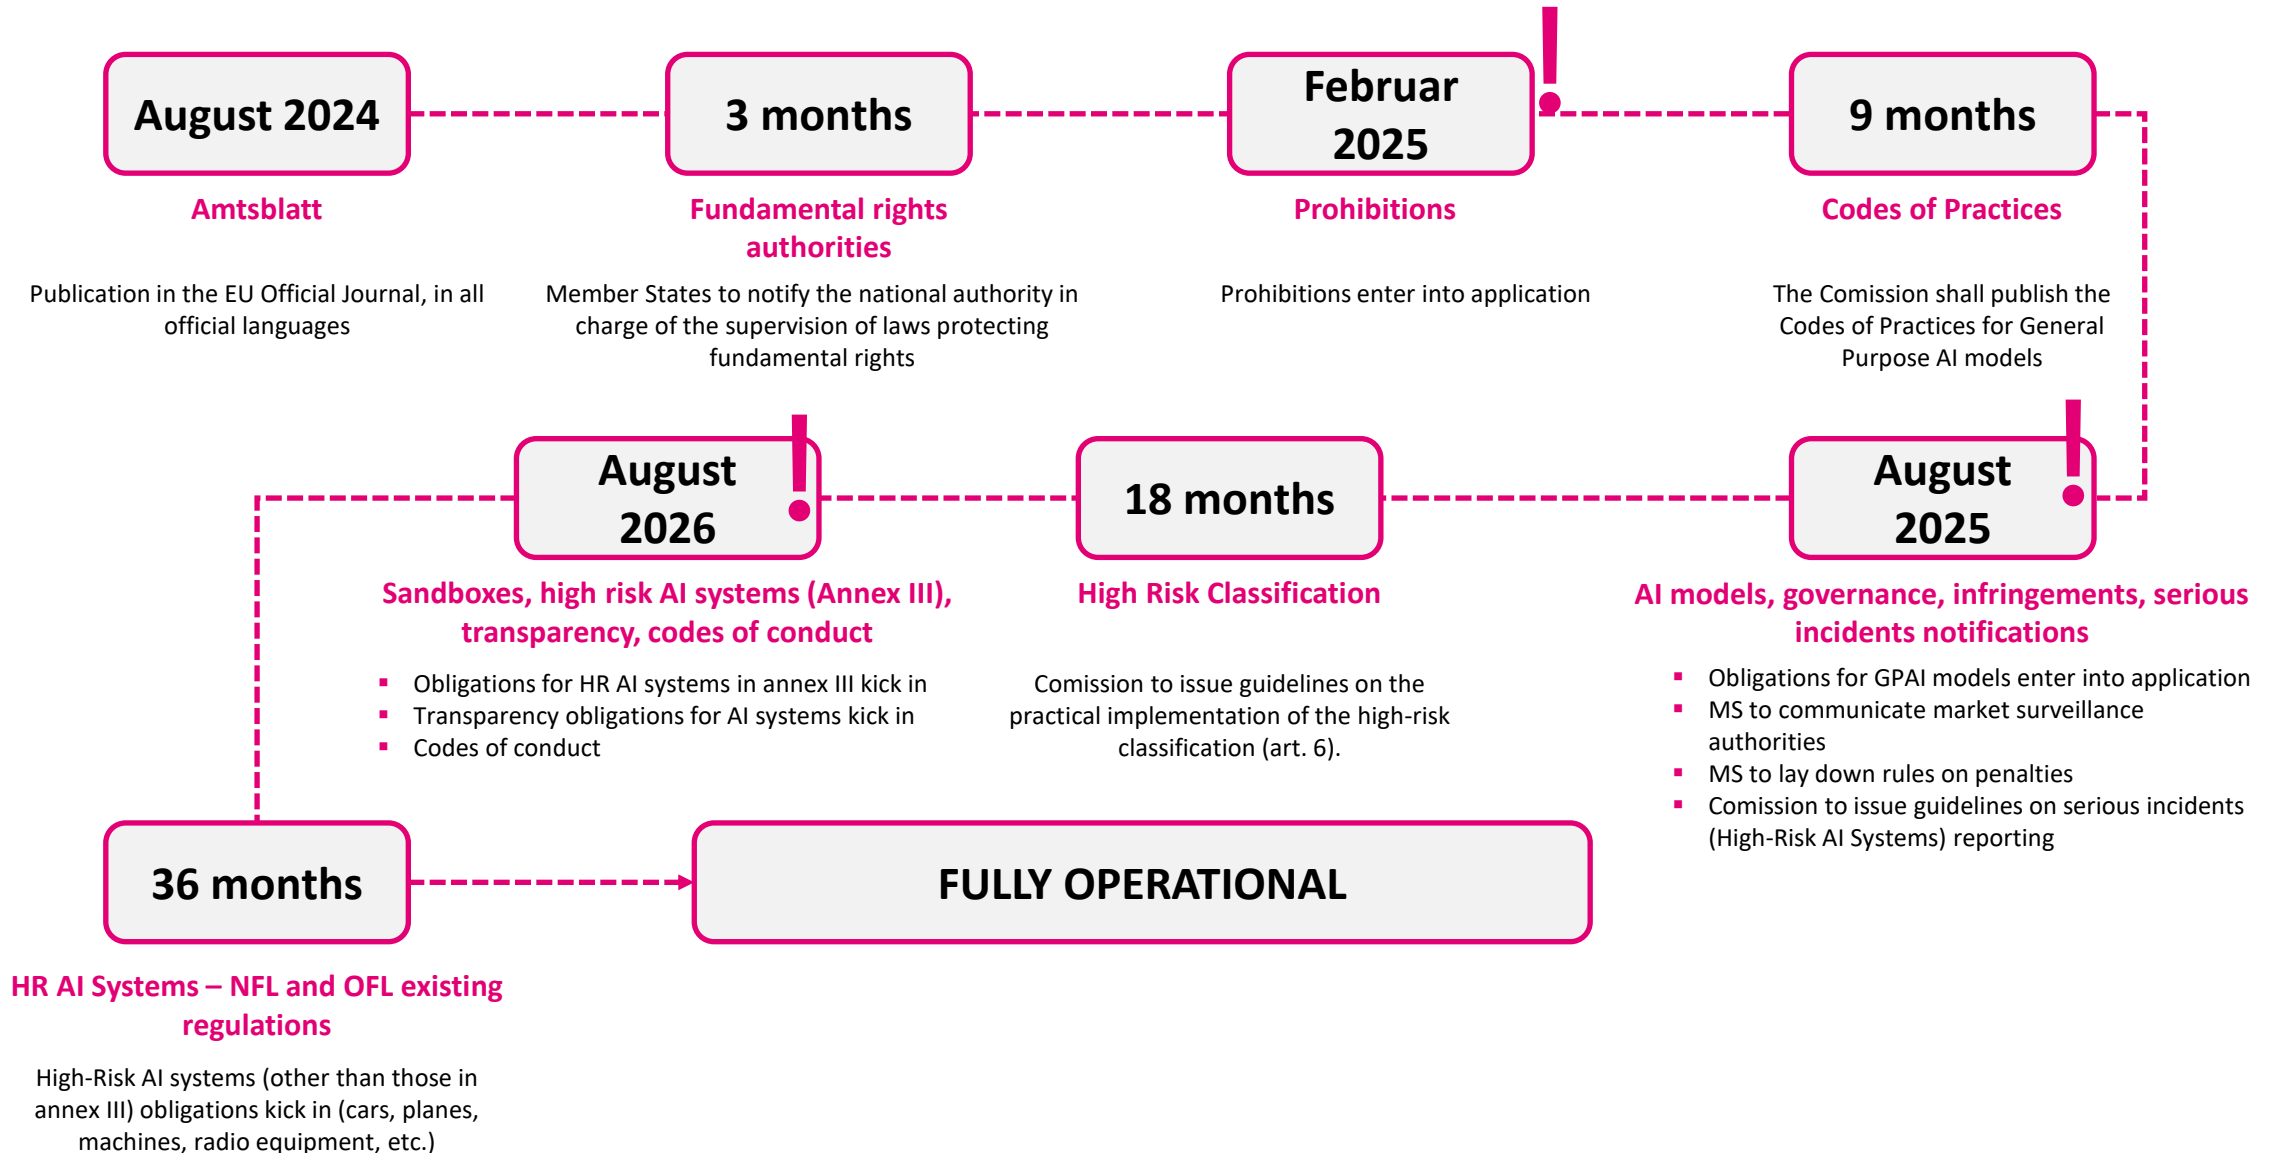 August 2024
Amtsblatt
Publication in the EU Official Journal, in all
official languages
3 months
Fundamental rights
authorities
Member States to notify the national authority in
charge of the supervision of laws protecting
fundamental rights
Februar
2025
!
Prohibitions
Prohibitions enter into application
9 months
Codes of Practices
The Comission shall publish the
Codes of Practices for General
Purpose AI models
August
2025
!
AI models, governance, infringements, serious
incidents notifications
▪ Obligations for GPAI models enter into application
▪ MS to communicate market surveillance
authorities
▪ MS to lay down rules on penalties
▪ Comission to issue guidelines on serious incidents
(High-Risk AI Systems) reporting
18 months
High Risk Classification
Comission to issue guidelines on the
practical implementation of the high-risk
classification (art. 6).
August
2026
!
Sandboxes, high risk AI systems (Annex III),
transparency, codes of conduct
▪ Obligations for HR AI systems in annex III kick in
▪ Transparency obligations for AI systems kick in
▪ Codes of conduct
36 months
HR AI Systems – NFL and OFL existing
regulations
High-Risk AI systems (other than those in
annex III) obligations kick in (cars, planes,
machines, radio equipment, etc.)
FULLY OPERATIONAL